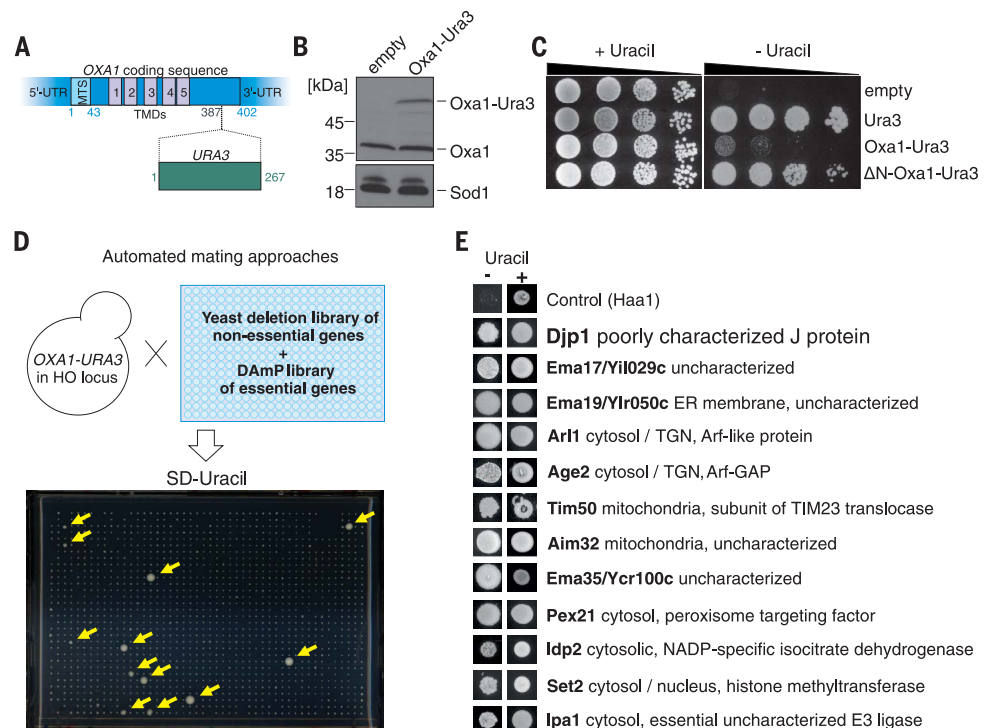 A
OXA1 coding sequence
5'-UTR
MTS
1
2
3
4
5
3'-UTR
1
43
TMDs
387
402
URA3
1
267
B
empty
Oxa1-Ura3
[kDa]
45
35
18
Oxa1-Ura3
Oxa1
Sod1
C
+ Uracil
- Uracil
empty
Ura3
Oxa1-Ura3
ΔN-Oxa1-Ura3
D
Automated mating approaches
OXA1-URA3
in HO locus
Yeast deletion library of
non-essential genes
+
DAmP library
of essential genes
SD-Uracil
E
Uracil
- +
Control (Haa1)
Djp1 poorly characterized J protein
Ema17/Yil029c uncharacterized
Ema19/Ylr050c ER membrane, uncharacterized
Arl1 cytosol / TGN, Arf-like protein
Age2 cytosol / TGN, Arf-GAP
Tim50 mitochondria, subunit of TIM23 translocase
Aim32 mitochondria, uncharacterized
Ema35/Ycr100c uncharacterized
Pex21 cytosol, peroxisome targeting factor
Idp2 cytosolic, NADP-specific isocitrate dehydrogenase
Set2 cytosol / nucleus, histone methyltransferase
Ipa1 cytosol, essential uncharacterized E3 ligase